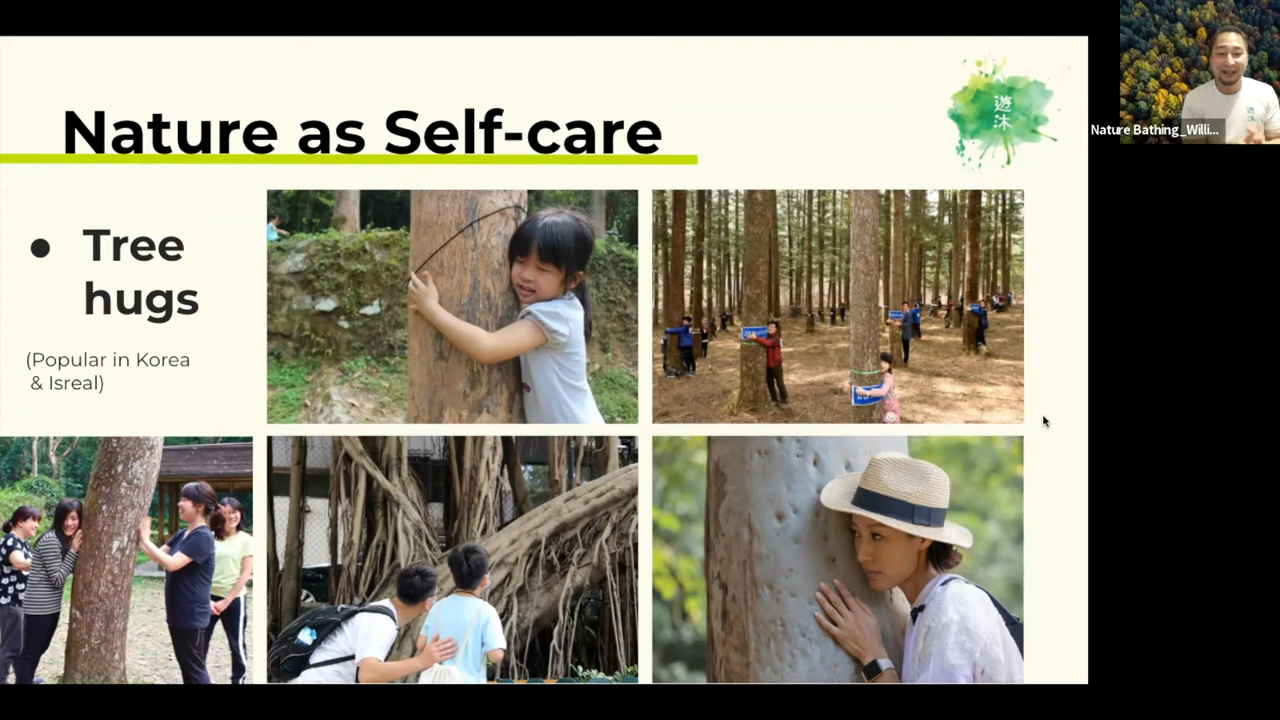 Nature as Self-care
遊
沐
Nature Bathing_Willi...
● Tree
hugs
(Popular in Korea
& Isreal)